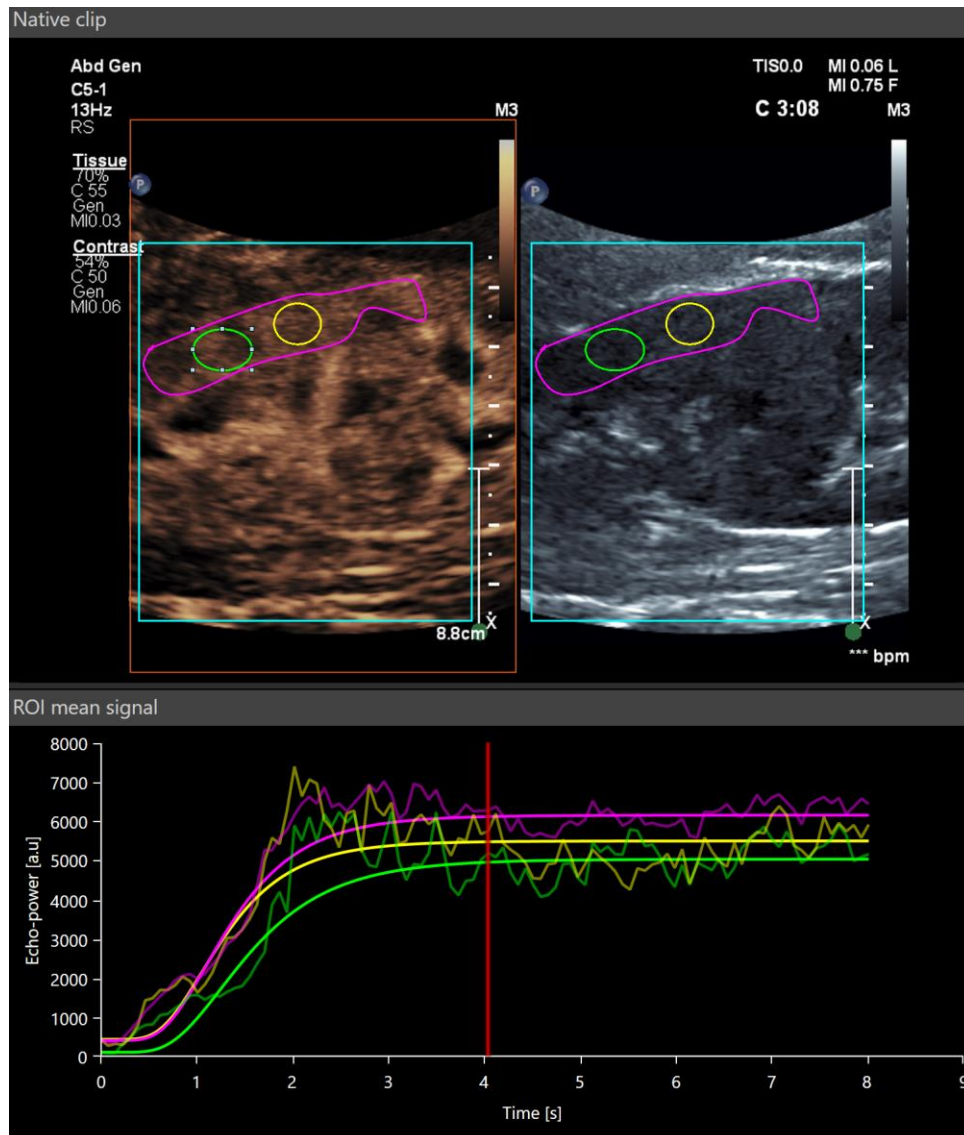 Native clip
Abd Gen
C5-1
13Hz
RS
M3
Tissue
70%
C 55
Gen
MI0.03
Contrast
54%
C 50
Gen
MI0.06
P
8.8cm
X
TIS0.0 MI 0.06 L
MI 0.75 F
C 3:08
M3
P
X
*** bpm
ROI mean signal
Echo-power [a.u]
8000
7000
6000
5000
4000
3000
2000
1000
0
0 1 2 3 4 5 6 7 8 9
Time [s]